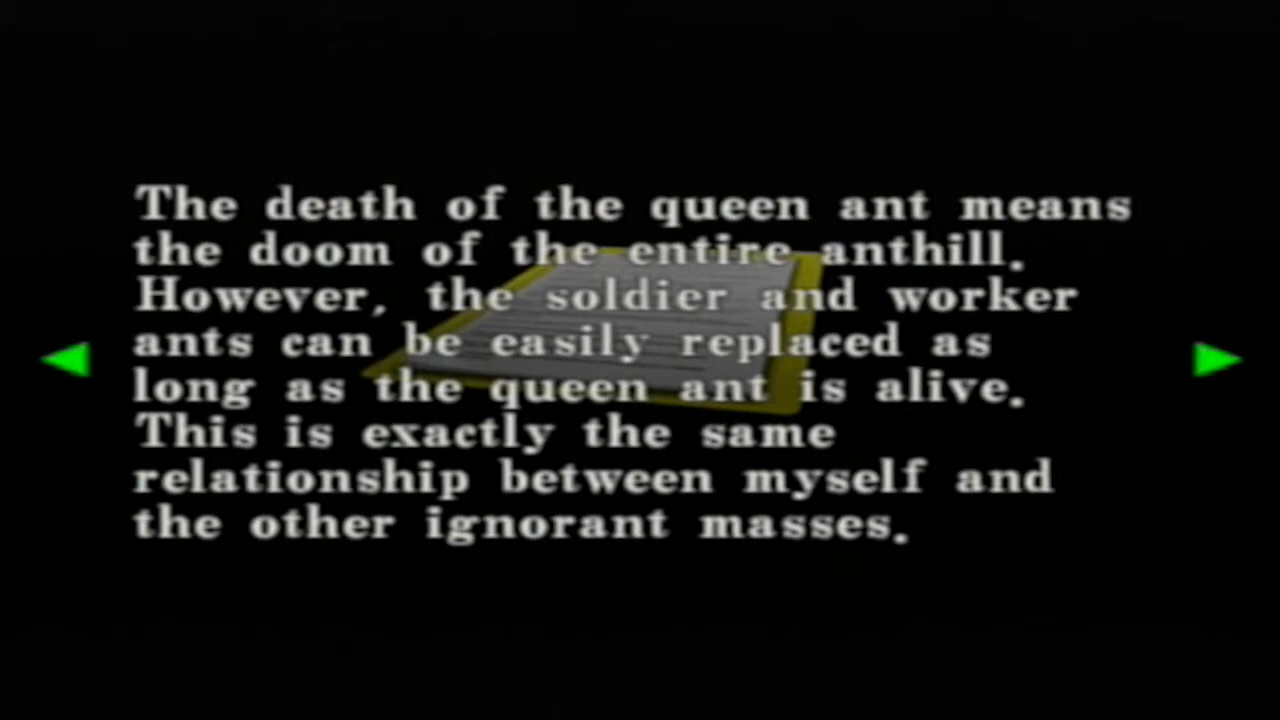 The death of the queen ant means
the doom of the entire anthill.
However, the soldier and worker
ants can be easily replaced as
long as the queen ant is alive.
This is exactly the same
relationship between myself and
the other ignorant masses.